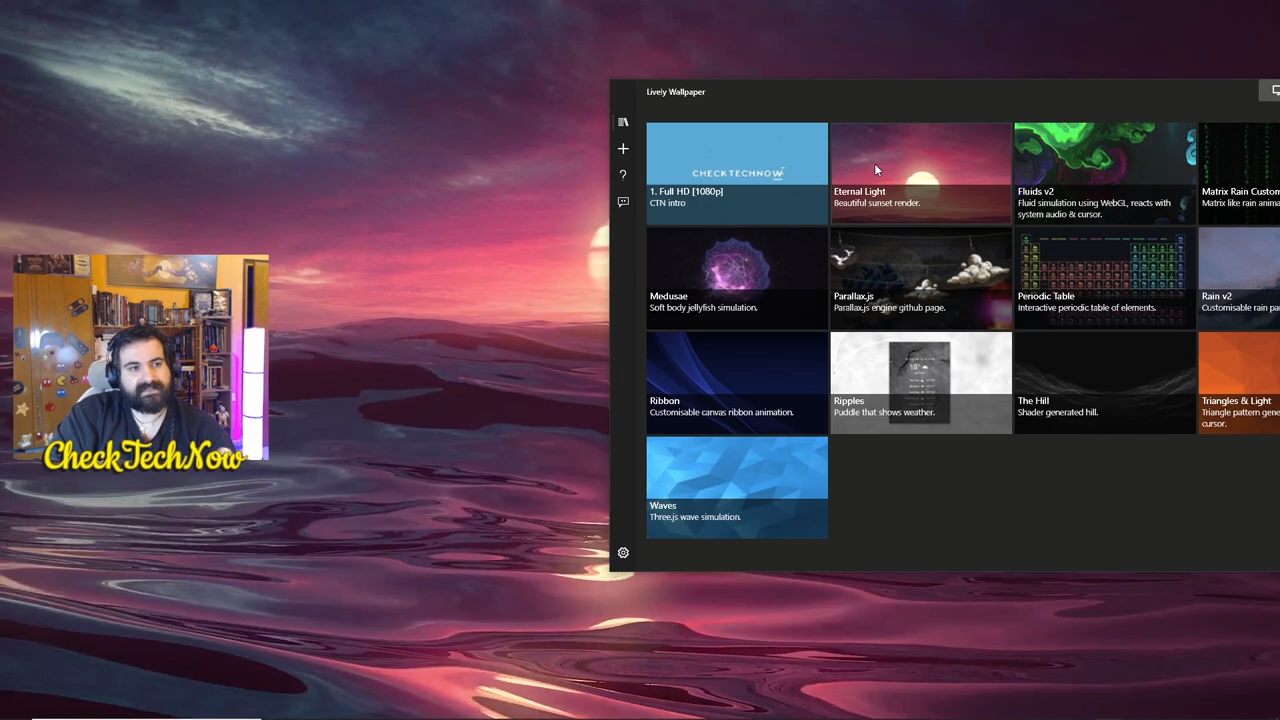 Lively Wallpaper
CHECKTECHNOW
1. Full HD [1080p]
CTN intro
Eternal Light
Beautiful sunset render.
Fluids v2
Fluid simulation using WebGL, reacts with
system audio & cursor.
Matrix Rain Custom
Matrix like rain anima
Medusae
Soft body jellyfish simulation.
Parallax.js
Parallax.js engine github page.
Periodic Table
Interactive periodic table of elements.
Rain v2
Customisable rain pa
Ribbon
Customisable canvas ribbon animation.
Ripples
Puddle that shows weather.
18°
The Hill
Shader generated hill.
Triangles & Light
Triangle pattern gene
cursor.
Waves
Three.js wave simulation.
CheckTechNow